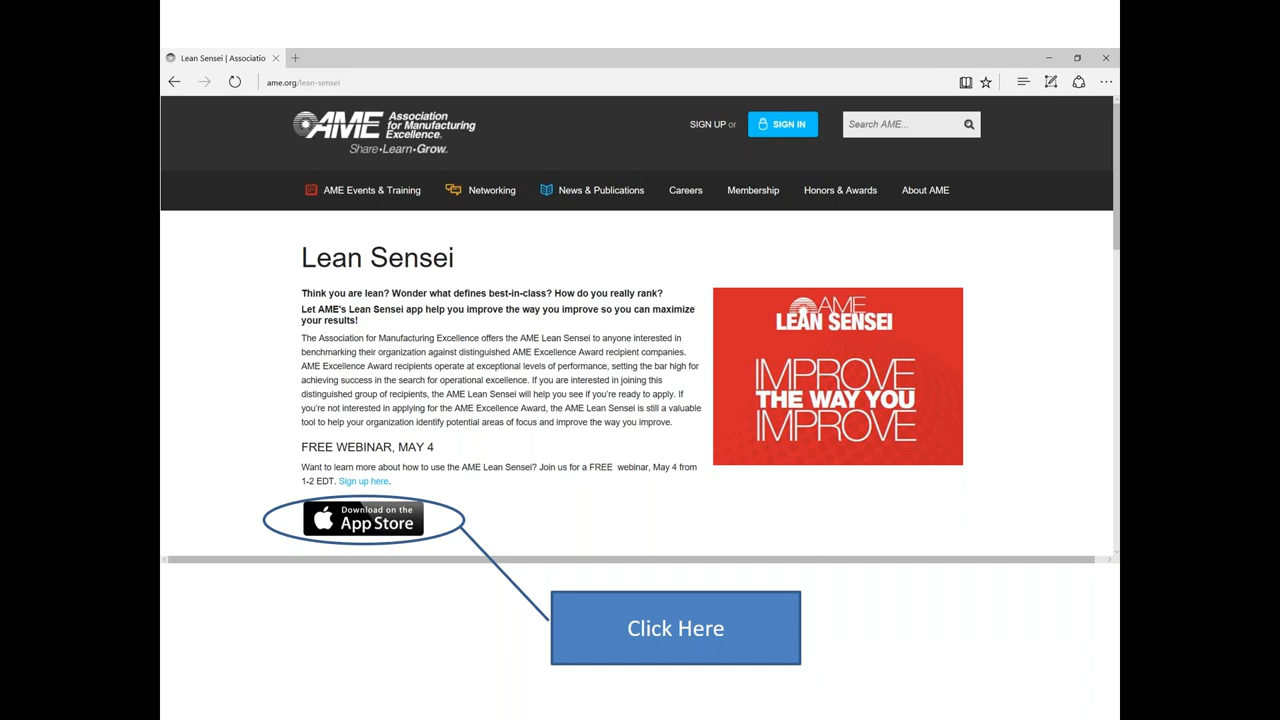 Lean Sensei | Associatio
ame.org/lean-sensei
AME Association
for Manufacturing
Excellence.
Share•Learn•Grow.
SIGN UP or
SIGN IN
Search AME...
AME Events & Training
Networking
News & Publications
Careers
Membership
Honors & Awards
About AME
Lean Sensei
Think you are lean? Wonder what defines best-in-class? How do you really rank?
Let AME's Lean Sensei app help you improve the way you improve so you can maximize
your results!
The Association for Manufacturing Excellence offers the AME Lean Sensei to anyone interested in
benchmarking their organization against distinguished AME Excellence Award recipient companies.
AME Excellence Award recipients operate at exceptional levels of performance, setting the bar high for
achieving success in the search for operational excellence. If you are interested in joining this
distinguished group of recipients, the AME Lean Sensei will help you see if you're ready to apply. If
you're not interested in applying for the AME Excellence Award, the AME Lean Sensei is still a valuable
tool to help your organization identify potential areas of focus and improve the way you improve.
FREE WEBINAR, MAY 4
Want to learn more about how to use the AME Lean Sensei? Join us for a FREE webinar, May 4 from
1-2 EDT. Sign up here.
Download on the
App Store
AME
LEAN SENSEI
IMPROVE
THE WAY YOU
IMPROVE
Click Here